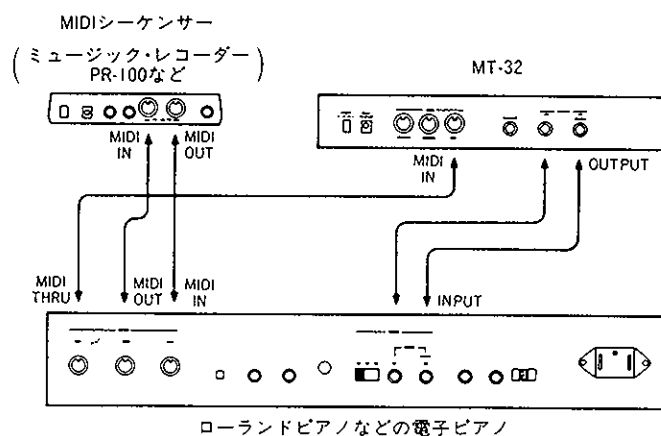 MIDIシーケンサー
(ミュージック・レコーダー
PR-100など)
MT-32
MIDI
IN
MIDI
OUT
MIDI
IN
OUTPUT
MIDI
THRU
MIDI
OUT
MIDI
IN
INPUT
ローランドピアノなどの電子ピアノ